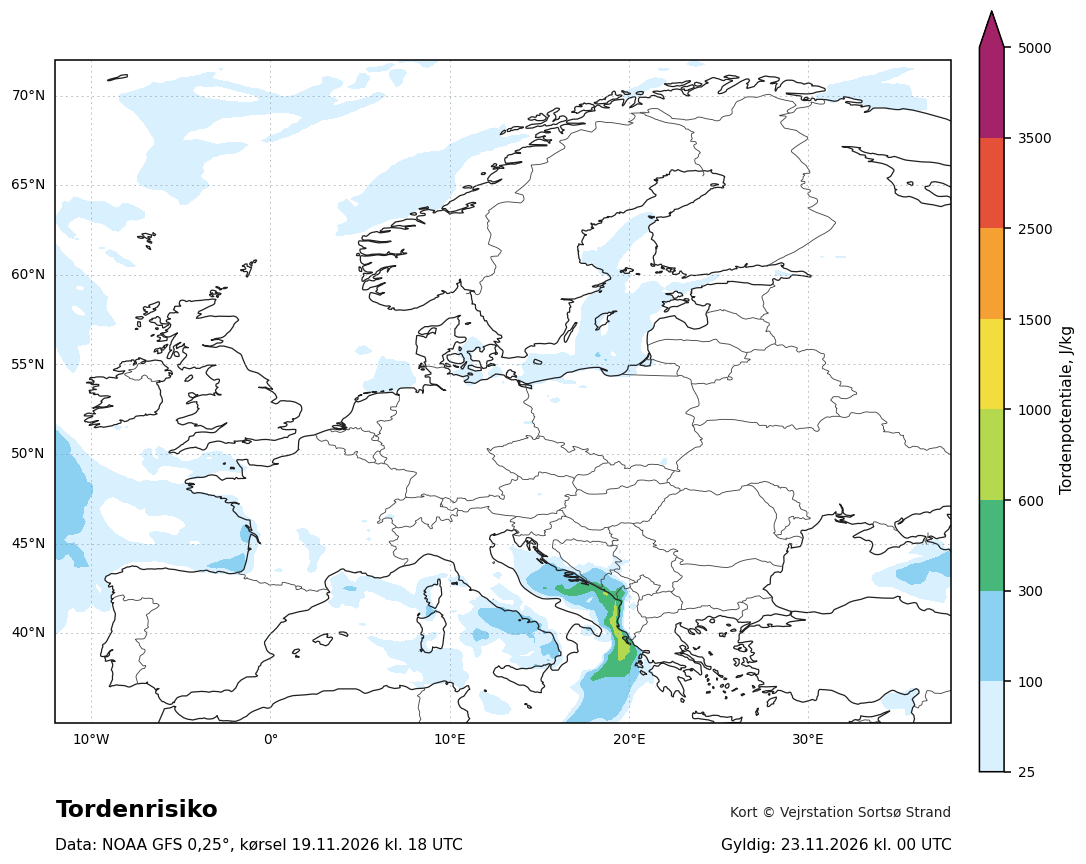 5000
3500
2500
1500
1000
600
300
100
25
Tordenpotentiale, J/kg
70°N
65°N
60°N
55°N
50°N
45°N
40°N
10°W
0°
10°E
20°E
30°E
Tordenrisiko
Kort © Vejrstation Sortsø Strand
Data: NOAA GFS 0,25°, kørsel 19.11.2026 kl. 18 UTC
Gyldig: 23.11.2026 kl. 00 UTC